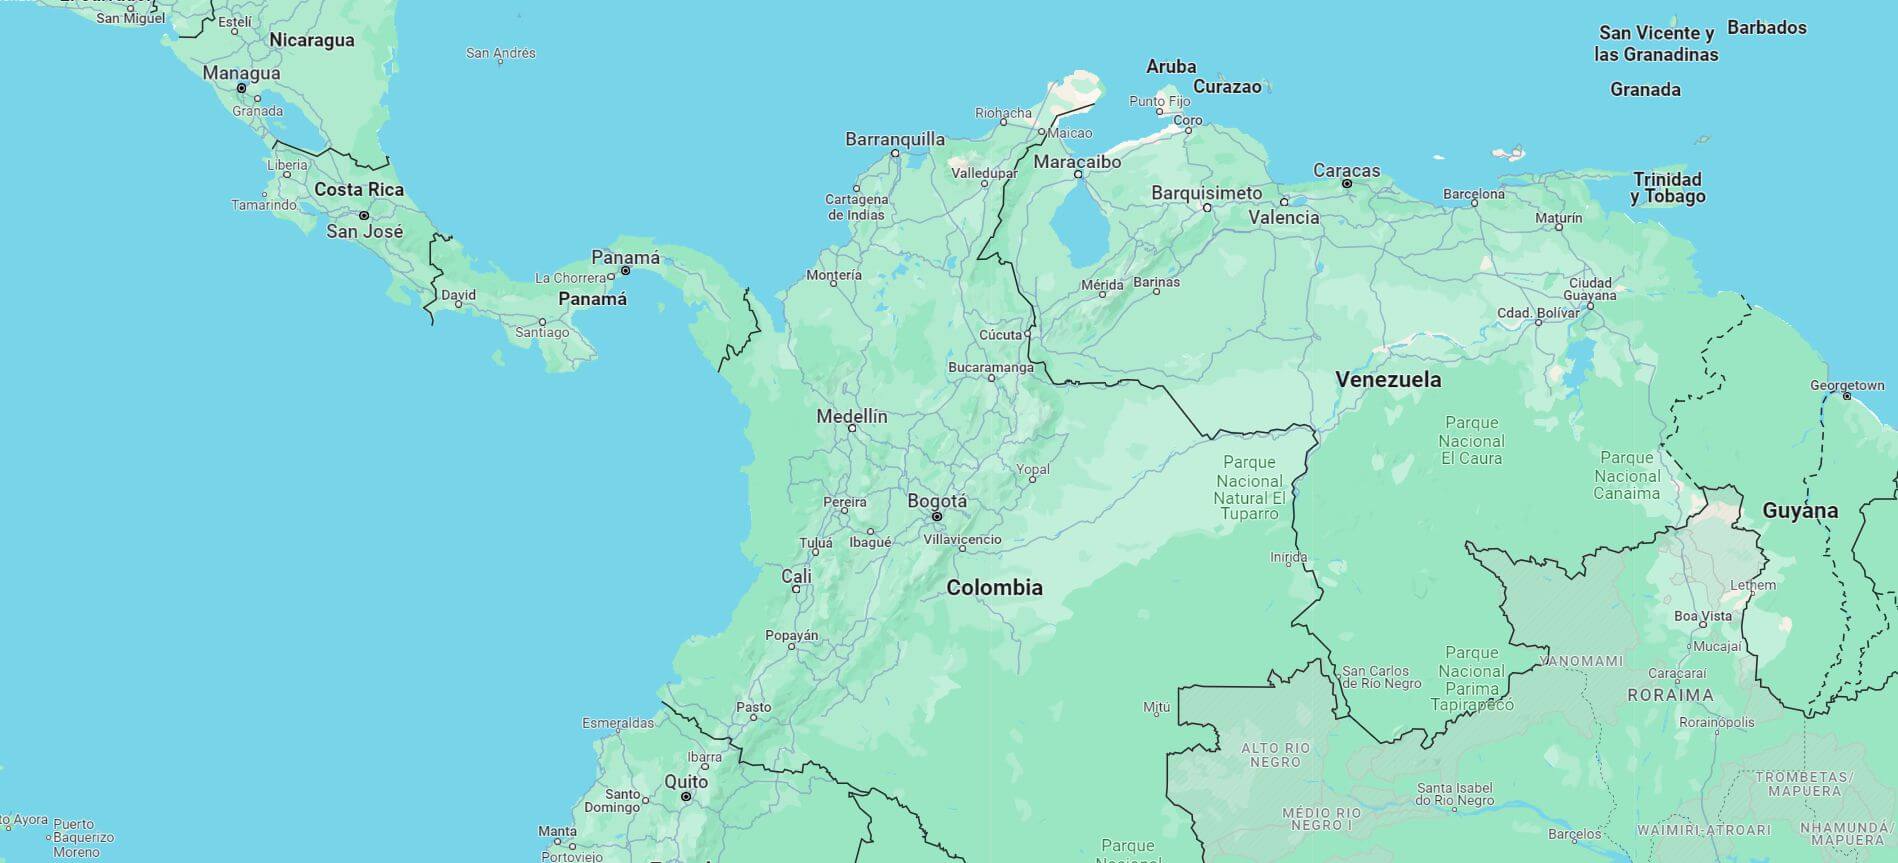 San Miguel
Estelí
Nicaragua
San Andrés
San Vicente y
las Granadinas
Barbados
Managua
Granada
Aruba
Curazao
Granada
Punto Fijo
Riohacha
Coro
Maicao
Barranquilla
Liberia
Maracaibo
Valledupar
Caracas
Costa Rica
Tamarindo
Cartagena
de Indias
Barquisimeto
Valencia
Barcelona
Trinidad
y Tobago
San José
Maturín
Panamá
La Chorrera
Panamá
David
Santiago
Montería
Mérida
Barinas
Ciudad
Guayana
Cdad. Bolívar
Cúcuta
Bucaramanga
Venezuela
Georgetown
Medellín
Parque
Nacional
El Caura
Yopal
Parque
Nacional
Natural El
Tuparro
Parque
Nacional
Canaima
Pereira
Bogotá
Guyana
Tuluá
Ibagué
Villavicencio
Inírida
Cali
Colombia
Lethem
Boa Vista
Popayán
Mucajaí
YANOMAMI
Parque
Nacional
Parima
Tapirapecó
San Carlos
de Río Negro
Caracaraí
RORAIMA
Mitú
Pasto
Esmeraldas
Rorainópolis
Ibarra
Quito
ALTO RIO
NEGRO
Santo
Domingo
Santa Isabel
do Rio Negro
TROMBETAS/
MAPUERA
MÉDIO RIO
NEGRO I
to Ayora
Puerto
Baquerizo
Moreno
Manta
Portoviejo
Parque
Nacional
Barcelos
WAIMIRI-ATROARI
NHAMUNDÁ/
MAPUERA